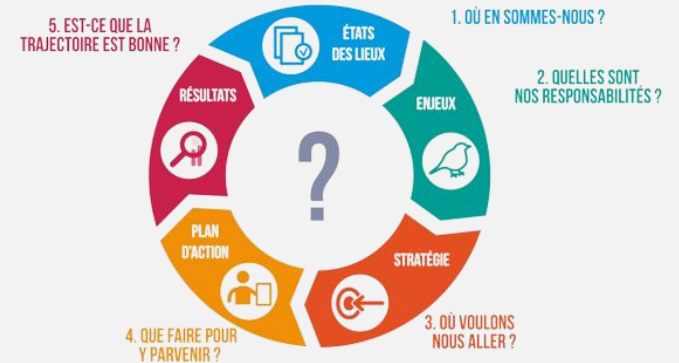 1. OÙ EN SOMMES-NOUS ?
ÉTATS
DES LIEUX
2. QUELLES SONT
NOS RESPONSABILITÉS ?
ENJEUX
3. OÙ VOULONS
NOUS ALLER ?
STRATÉGIE
4. QUE FAIRE POUR
Y PARVENIR ?
PLAN
D'ACTION
5. EST-CE QUE LA
TRAJECTOIRE EST BONNE ?
RÉSULTATS
?